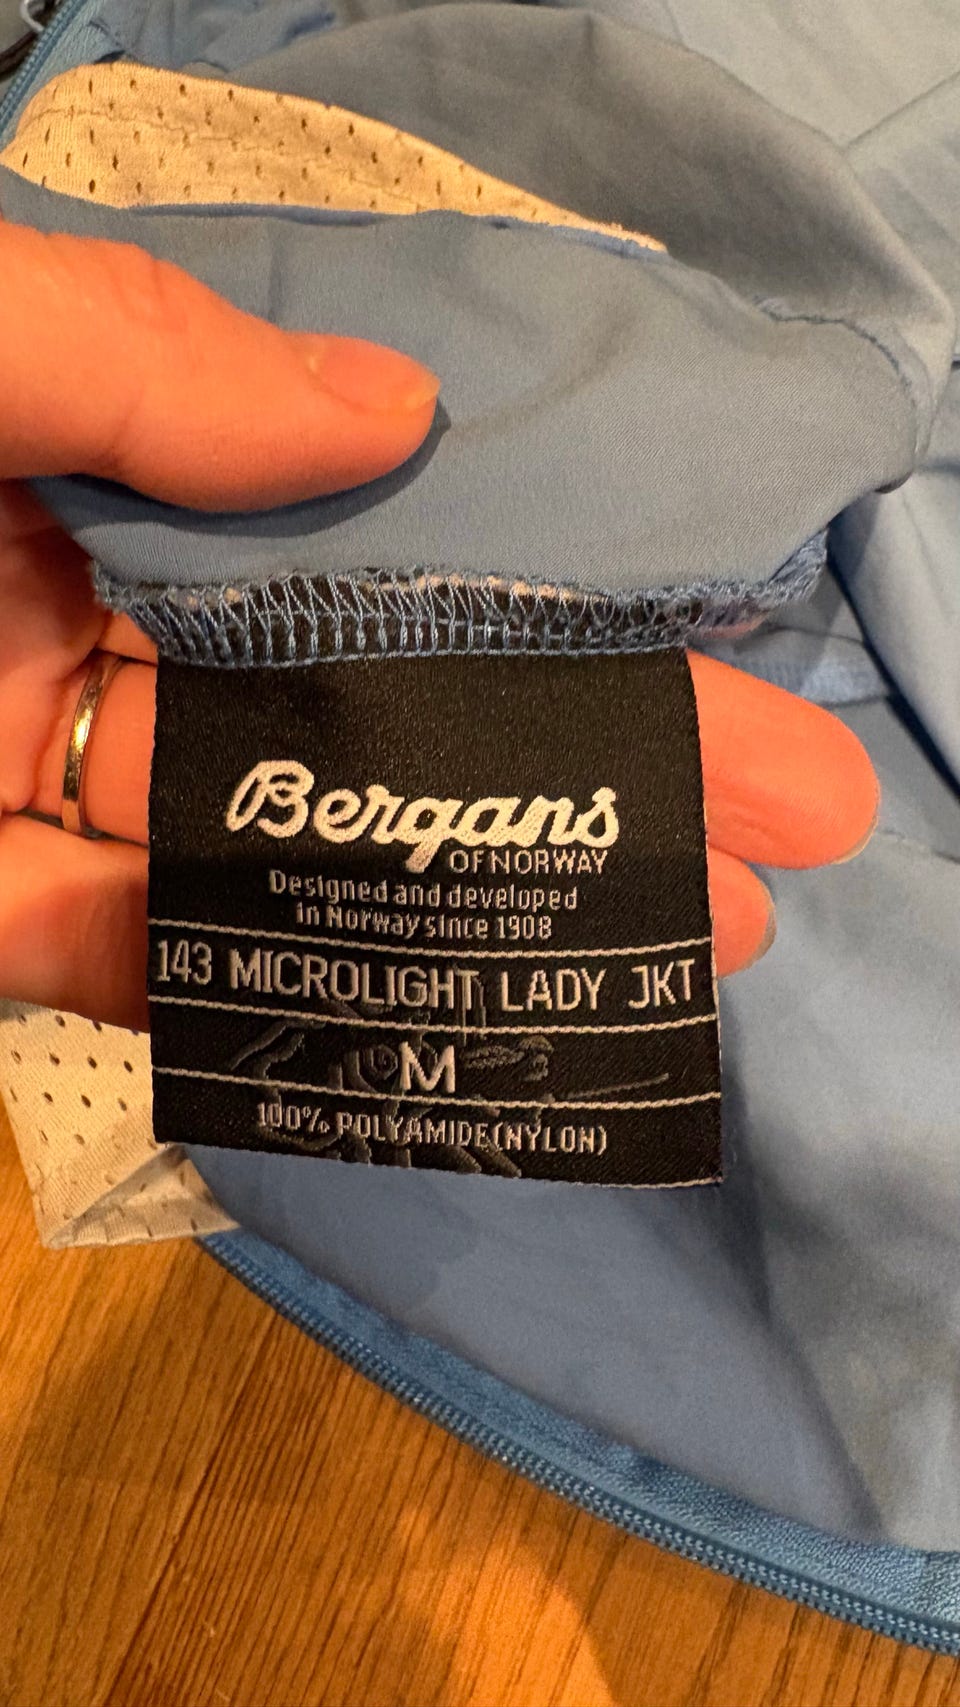 Bergans
OF NORWAY
Designed and developed
in Norway since 1908
143 MICROLIGHT LADY JKT
M
100% POLYAMIDE(NYLON)